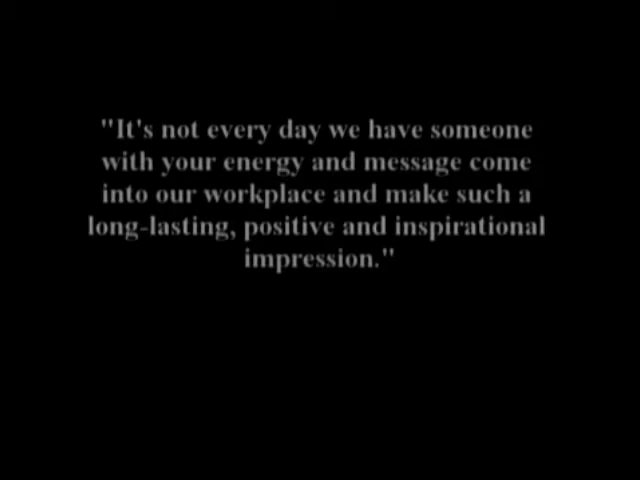 "It's not every day we have someone
with your energy and message come
into our workplace and make such a
long-lasting, positive and inspirational
impression."